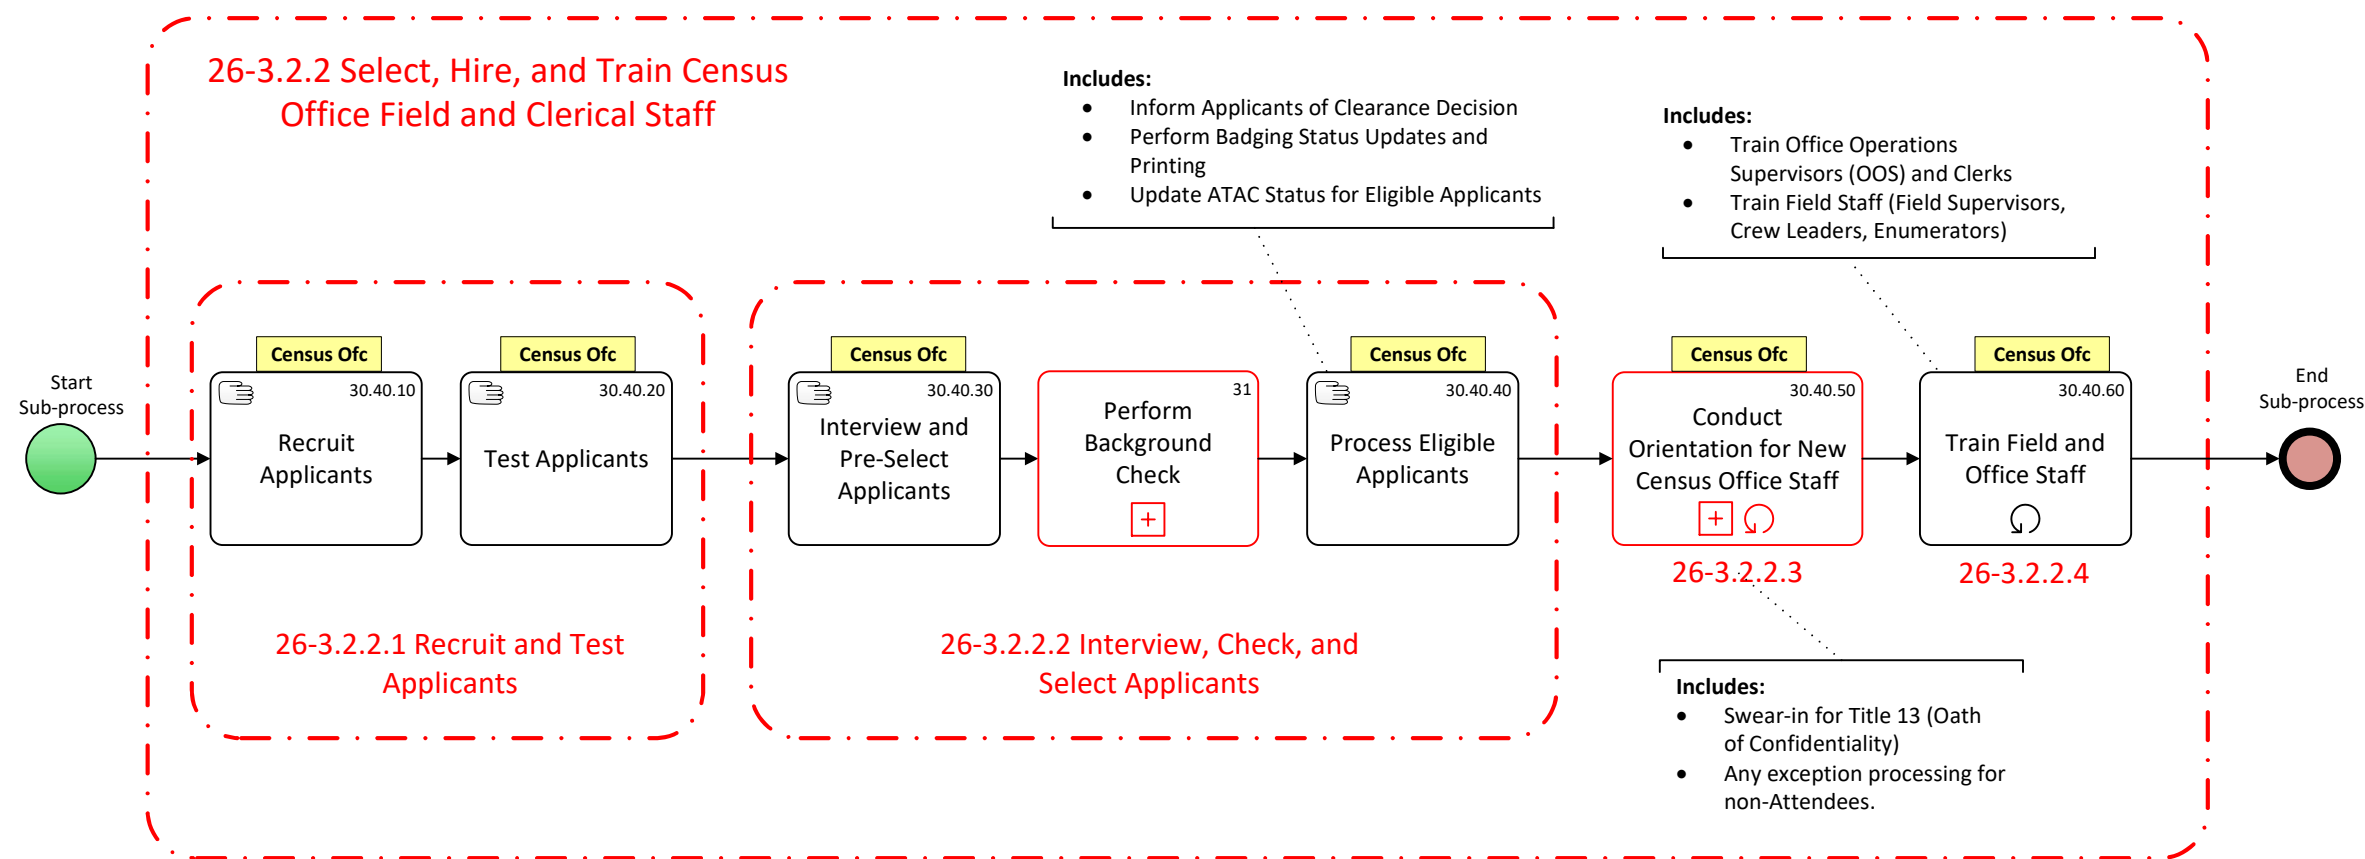 26-3.2.2 Select, Hire, and Train Census
Office Field and Clerical Staff
Includes:
• Inform Applicants of Clearance Decision
• Perform Badging Status Updates and
Printing
• Update ATAC Status for Eligible Applicants
Includes:
• Train Office Operations
Supervisors (OOS) and Clerks
• Train Field Staff (Field Supervisors,
Crew Leaders, Enumerators)
Start
Sub-process
Census Ofc
30.40.10
Recruit
Applicants
Census Ofc
30.40.20
Test Applicants
Census Ofc
30.40.30
Interview and
Pre-Select
Applicants
31
Perform
Background
Check
Census Ofc
30.40.40
Process Eligible
Applicants
Census Ofc
30.40.50
Conduct
Orientation for New
Census Office Staff
Census Ofc
30.40.60
Train Field and
Office Staff
End
Sub-process
26-3.2.2.3
26-3.2.2.4
26-3.2.2.1 Recruit and Test
Applicants
26-3.2.2.2 Interview, Check, and
Select Applicants
Includes:
• Swear-in for Title 13 (Oath
of Confidentiality)
• Any exception processing for
non-Attendees.